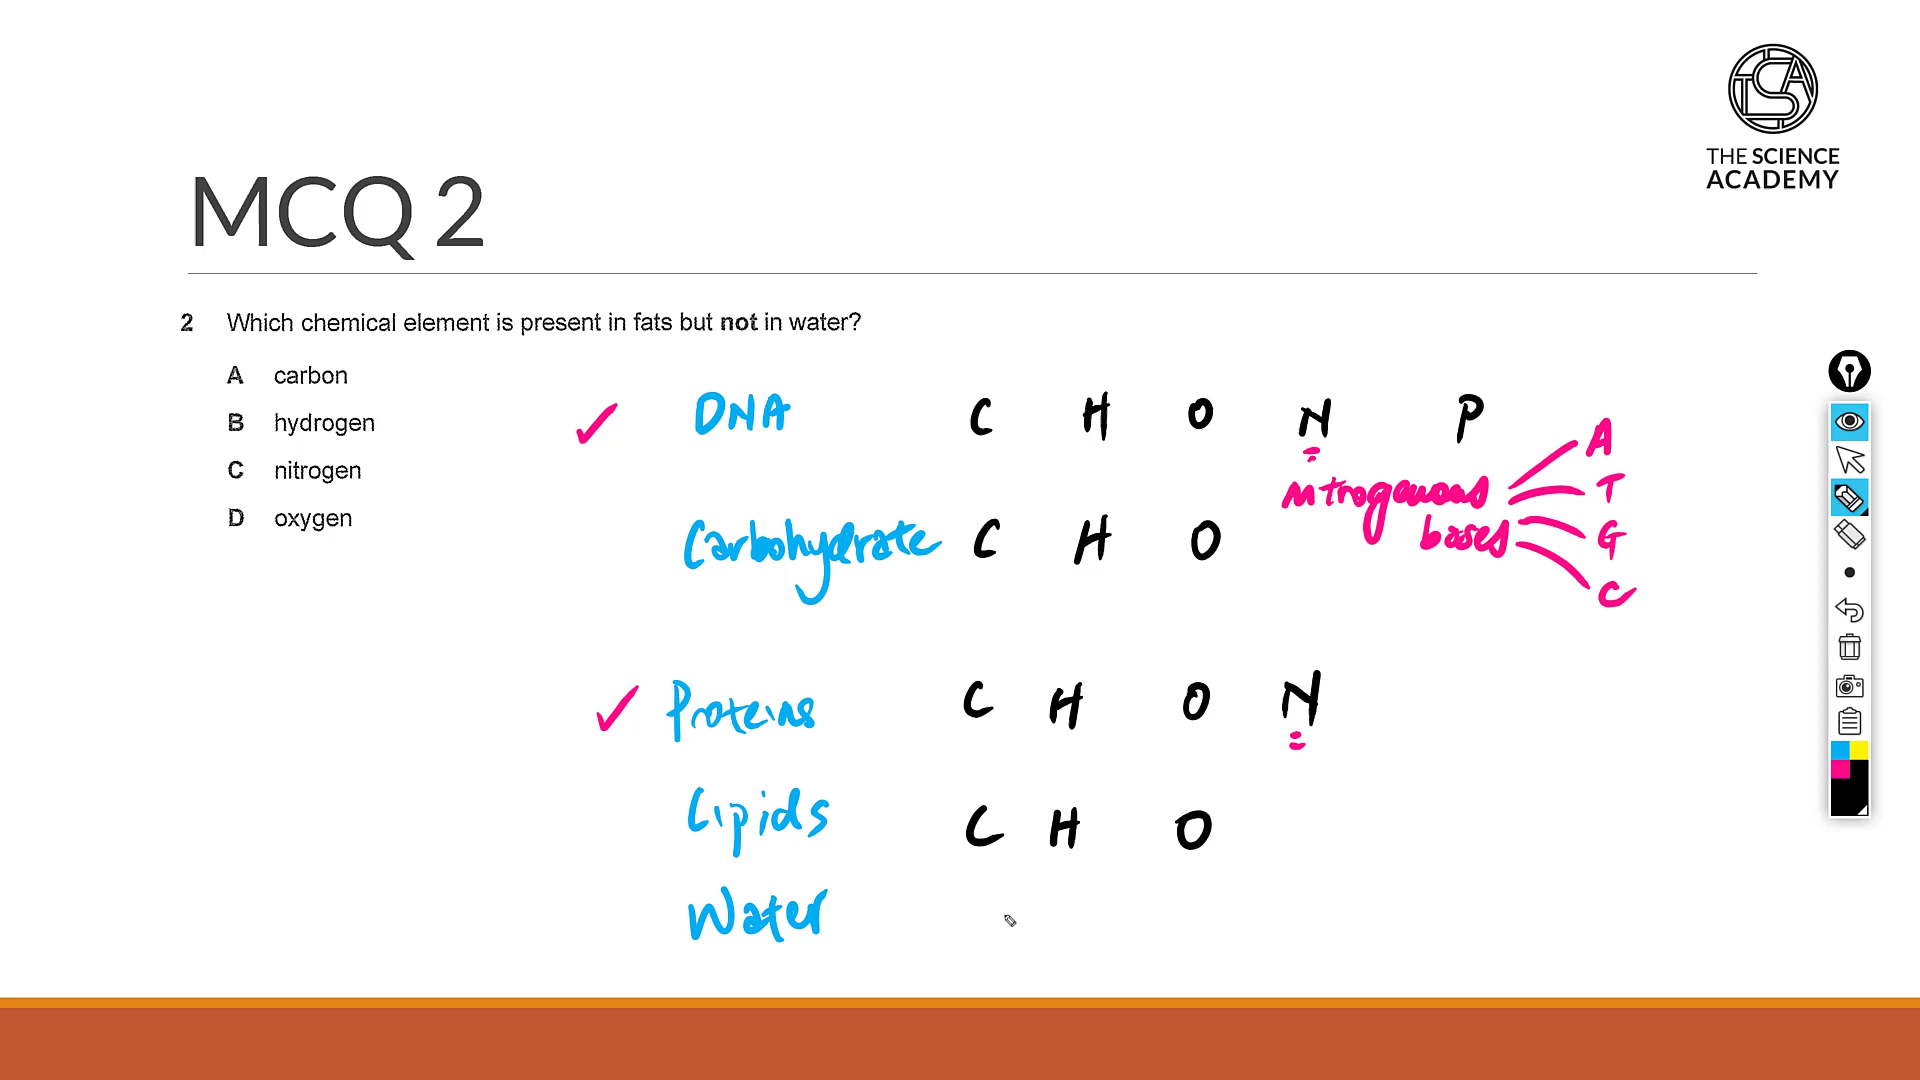 THE SCIENCE
ACADEMY
MCQ 2
2 Which chemical element is present in fats but not in water?
A carbon
B hydrogen
C nitrogen
D oxygen
DNA C H O N P
nitrogenous
bases
A
T
G
C
Carbohydrate C H O
Proteins C H O N
Lipids C H O
Water